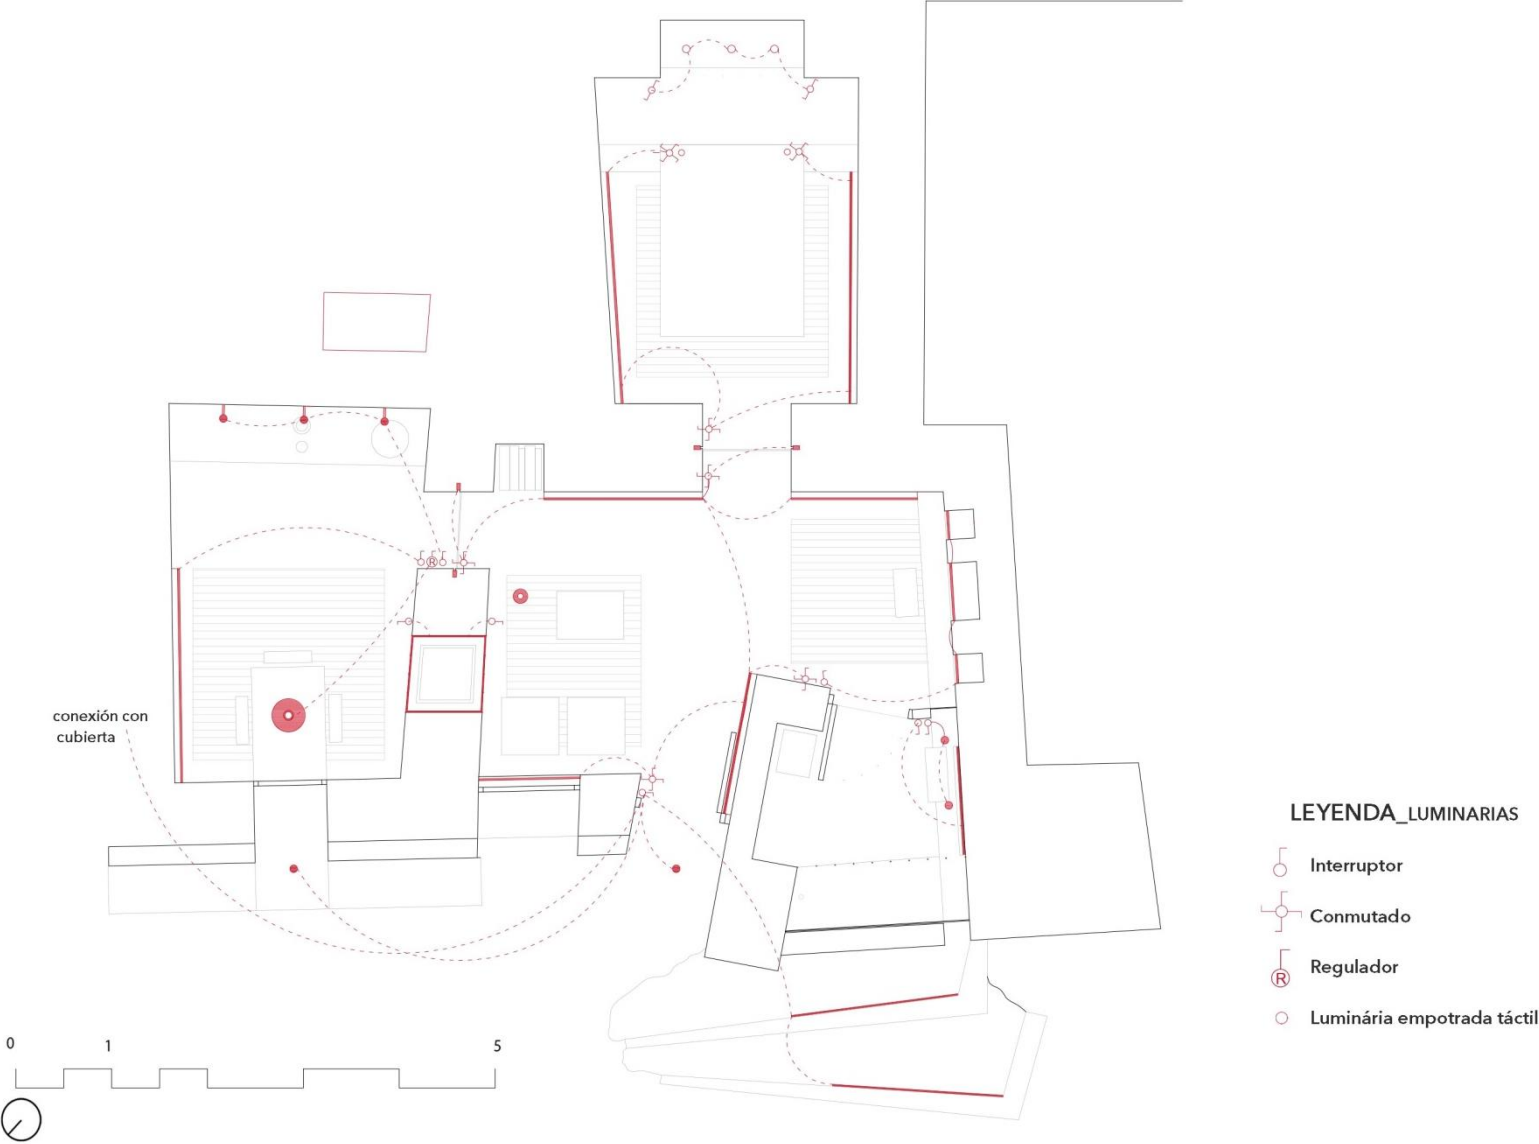 conexión con
cubierta
LEYENDA_LUMINARIAS
Interruptor
Conmutado
R Regulador
Luminária empotrada táctil
R
0 1 5